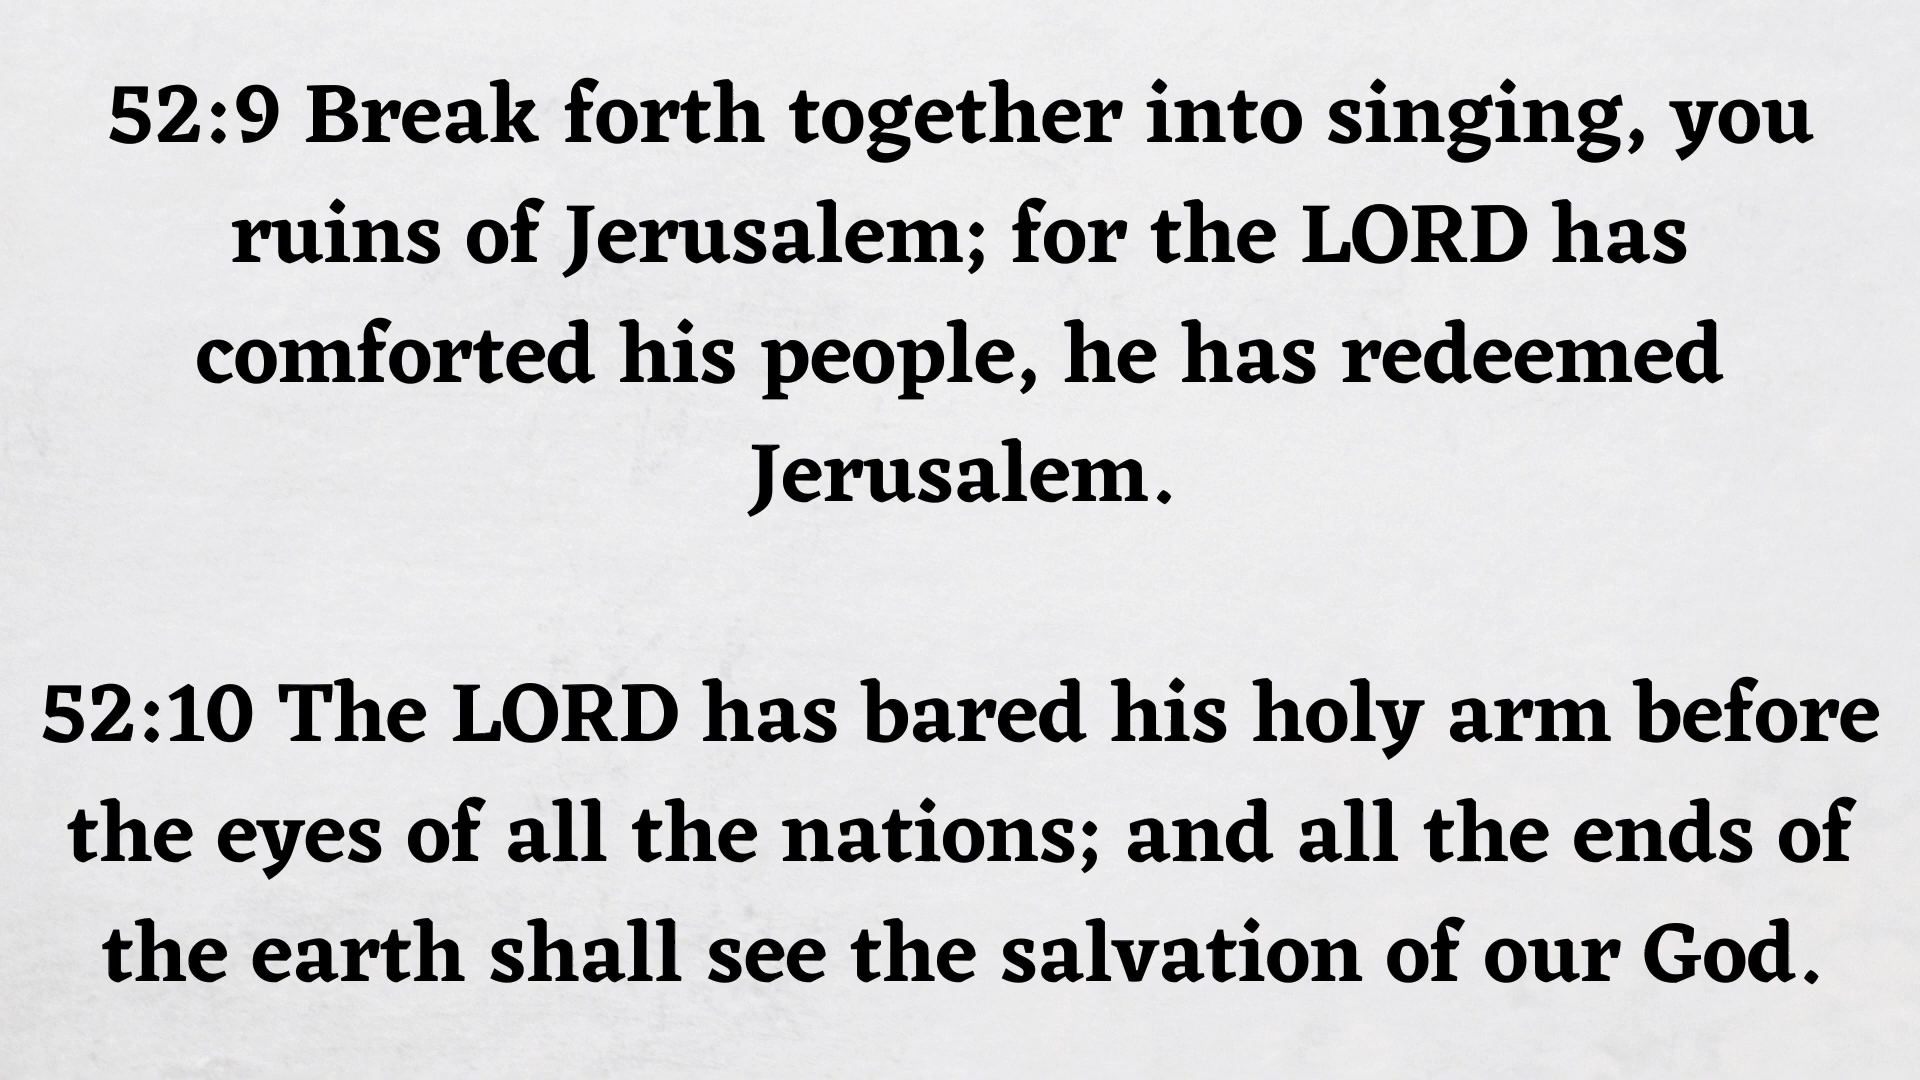 52:9 Break forth together into singing, you
ruins of Jerusalem; for the LORD has
comforted his people, he has redeemed
Jerusalem.
52:10 The LORD has bared his holy arm before
the eyes of all the nations; and all the ends of
the earth shall see the salvation of our God.